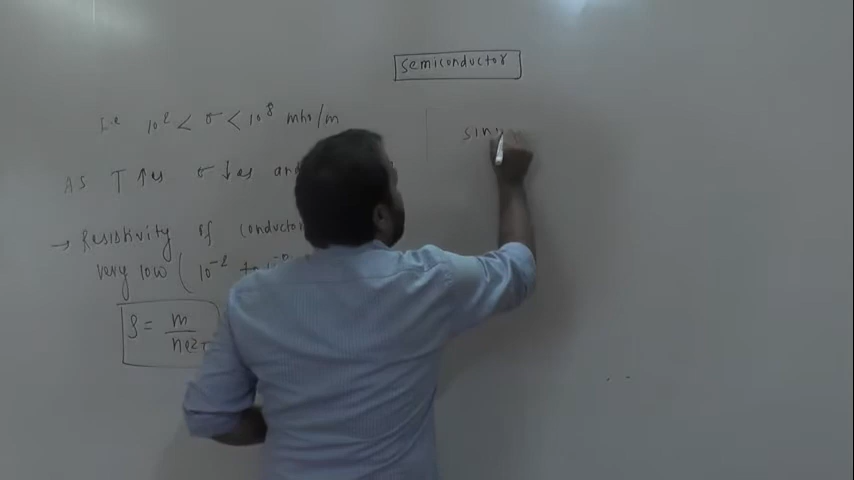 Semiconductor
i.e 10² < σ < 10⁸ mho/m
AS T ↑es σ ↓es and
→ Resistivity of conductor
very low ( 10⁻² to 10⁻⁸
ρ = m / ne²τ
sin